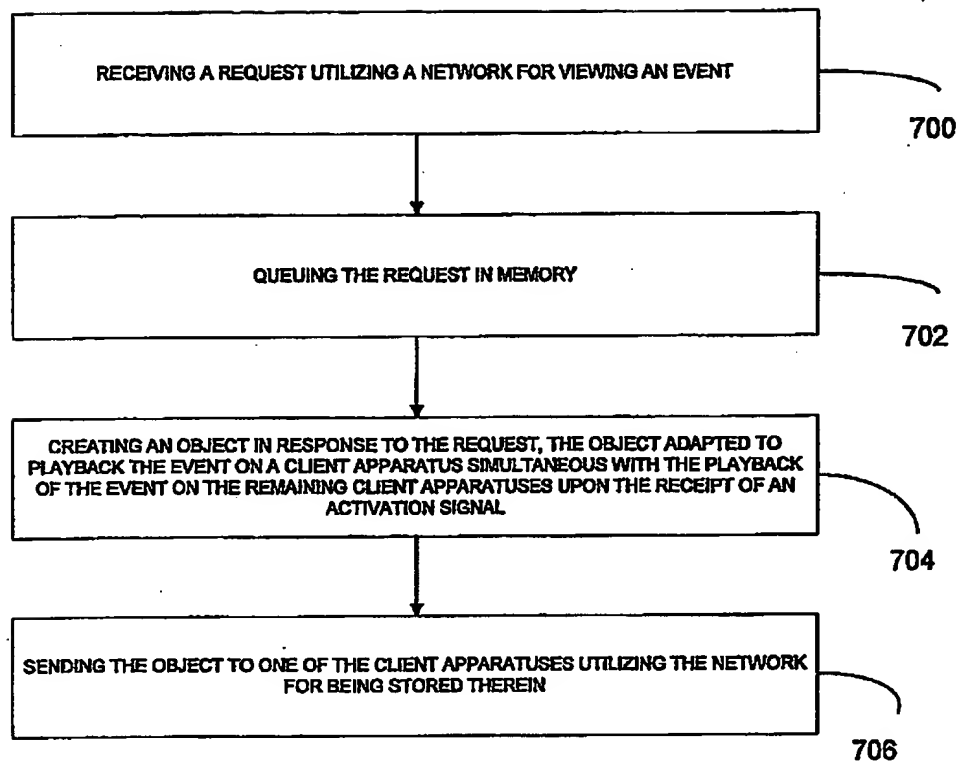 RECEIVING A REQUEST UTILIZING A NETWORK FOR VIEWING AN EVENT
700
QUEUING THE REQUEST IN MEMORY
702
CREATING AN OBJECT IN RESPONSE TO THE REQUEST, THE OBJECT ADAPTED TO
PLAYBACK THE EVENT ON A CLIENT APPARATUS SIMULTANEOUS WITH THE PLAYBACK
OF THE EVENT ON THE REMAINING CLIENT APPARATUSES UPON THE RECEIPT OF AN
ACTIVATION SIGNAL
704
SENDING THE OBJECT TO ONE OF THE CLIENT APPARATUSES UTILIZING THE NETWORK
FOR BEING STORED THEREIN
706